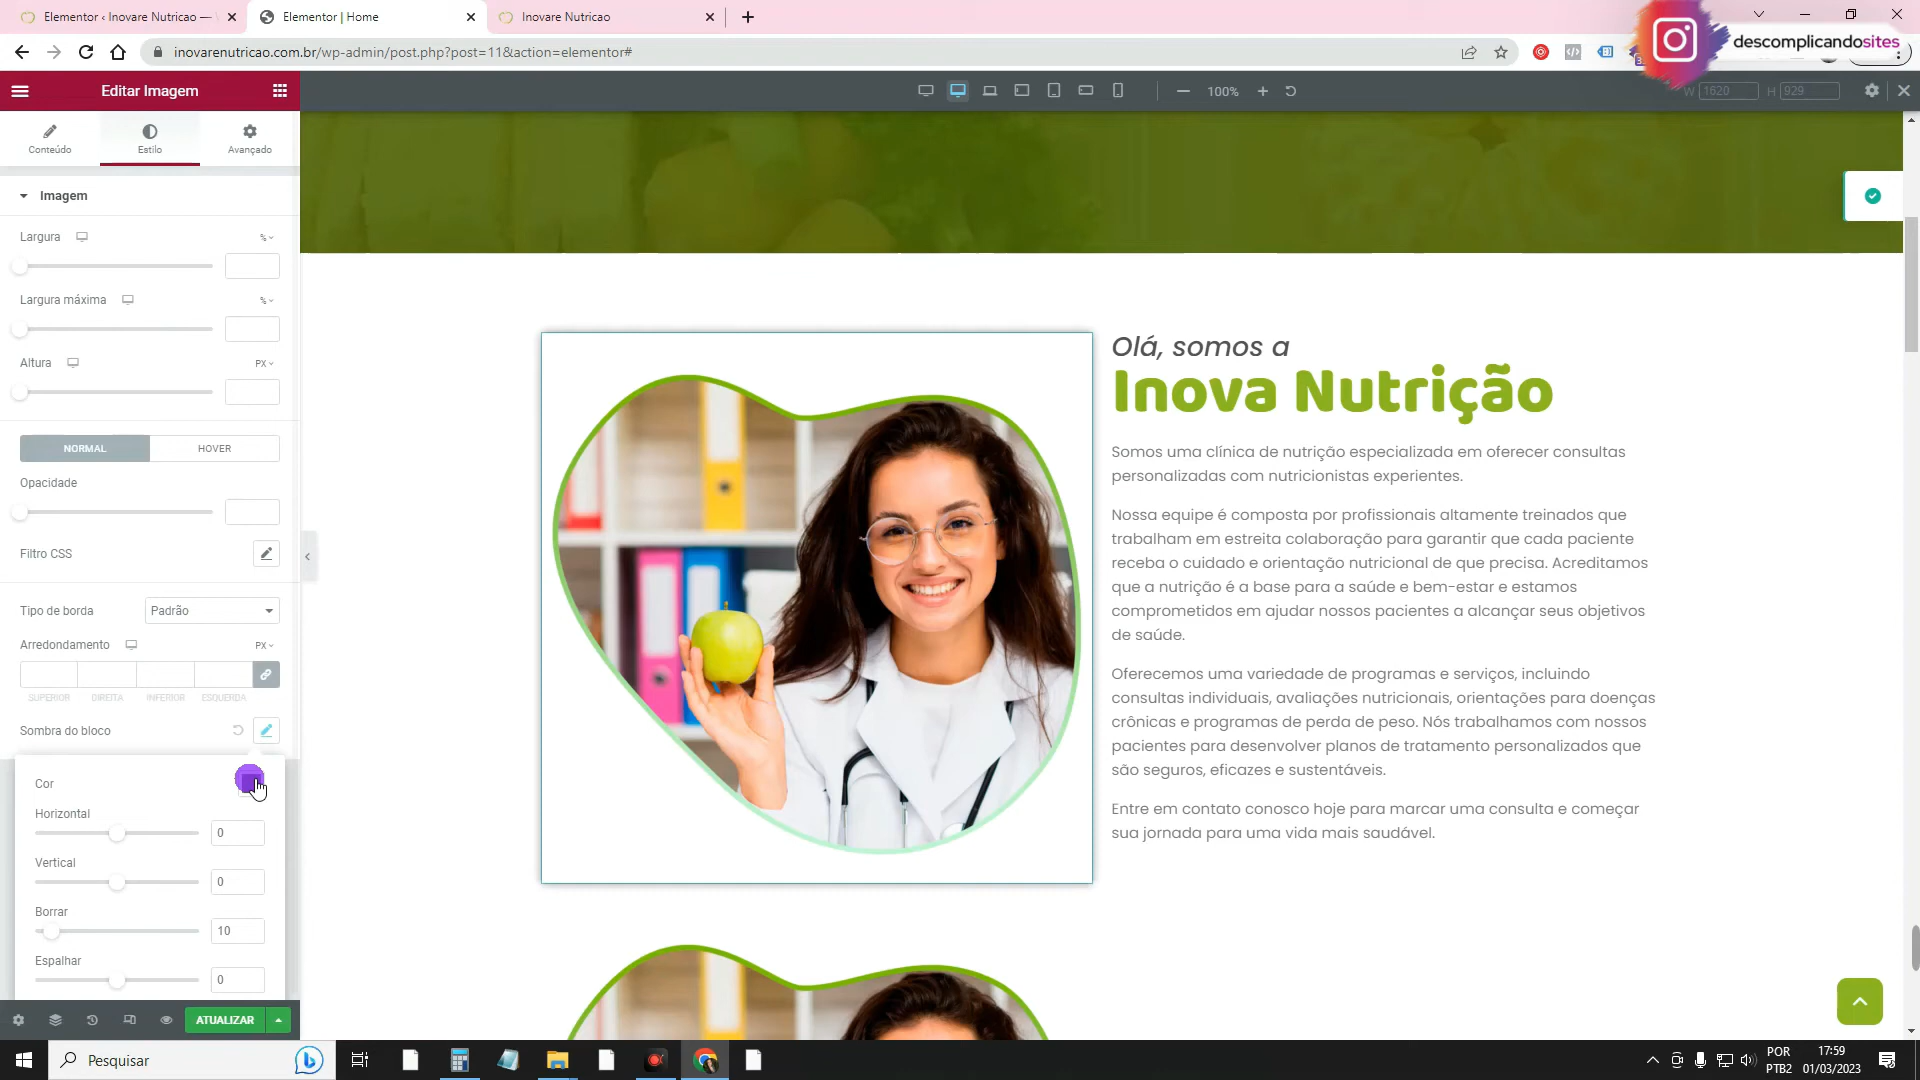 Elementor ‹ Inovare Nutricao —
Elementor | Home
Inovare Nutricao
inovarenutricao.com.br/wp-admin/post.php?post=11&action=elementor#
descomplicandosites
Editar Imagem
100%
W 1620 H 929
Conteúdo
Estilo
Avançado
Imagem
Largura %
Largura máxima %
Altura PX
NORMAL HOVER
Opacidade
Filtro CSS
Tipo de borda Padrão
Arredondamento PX
SUPERIOR DIREITA INFERIOR ESQUERDA
Sombra do bloco
Cor
Horizontal
0
Vertical
0
Borrar
10
Espalhar
0
ATUALIZAR
Olá, somos a
Inova Nutrição
Somos uma clínica de nutrição especializada em oferecer consultas
personalizadas com nutricionistas experientes.
Nossa equipe é composta por profissionais altamente treinados que
trabalham em estreita colaboração para garantir que cada paciente
receba o cuidado e orientação nutricional de que precisa. Acreditamos
que a nutrição é a base para a saúde e bem-estar e estamos
comprometidos em ajudar nossos pacientes a alcançar seus objetivos
de saúde.
Oferecemos uma variedade de programas e serviços, incluindo
consultas individuais, avaliações nutricionais, orientações para doenças
crônicas e programas de perda de peso. Nós trabalhamos com nossos
pacientes para desenvolver planos de tratamento personalizados que
são seguros, eficazes e sustentáveis.
Entre em contato conosco hoje para marcar uma consulta e começar
sua jornada para uma vida mais saudável.
Pesquisar
POR
PTB2
17:59
01/03/2023